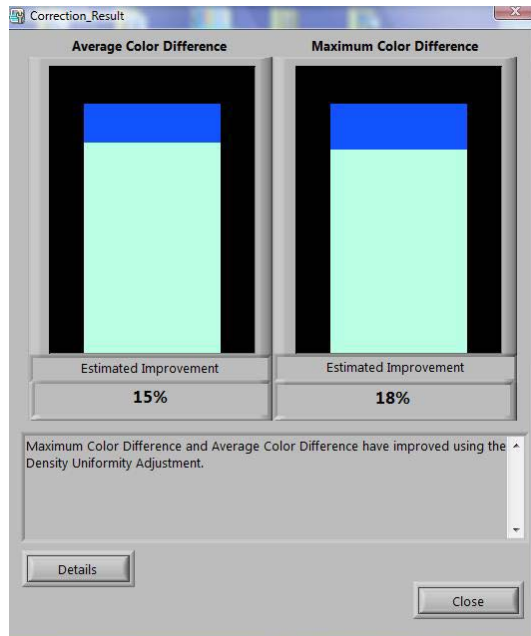 Correction_Result
Average Color Difference
Maximum Color Difference
Estimated Improvement
Estimated Improvement
15%
18%
Maximum Color Difference and Average Color Difference have improved using the
Density Uniformity Adjustment.
Details
Close